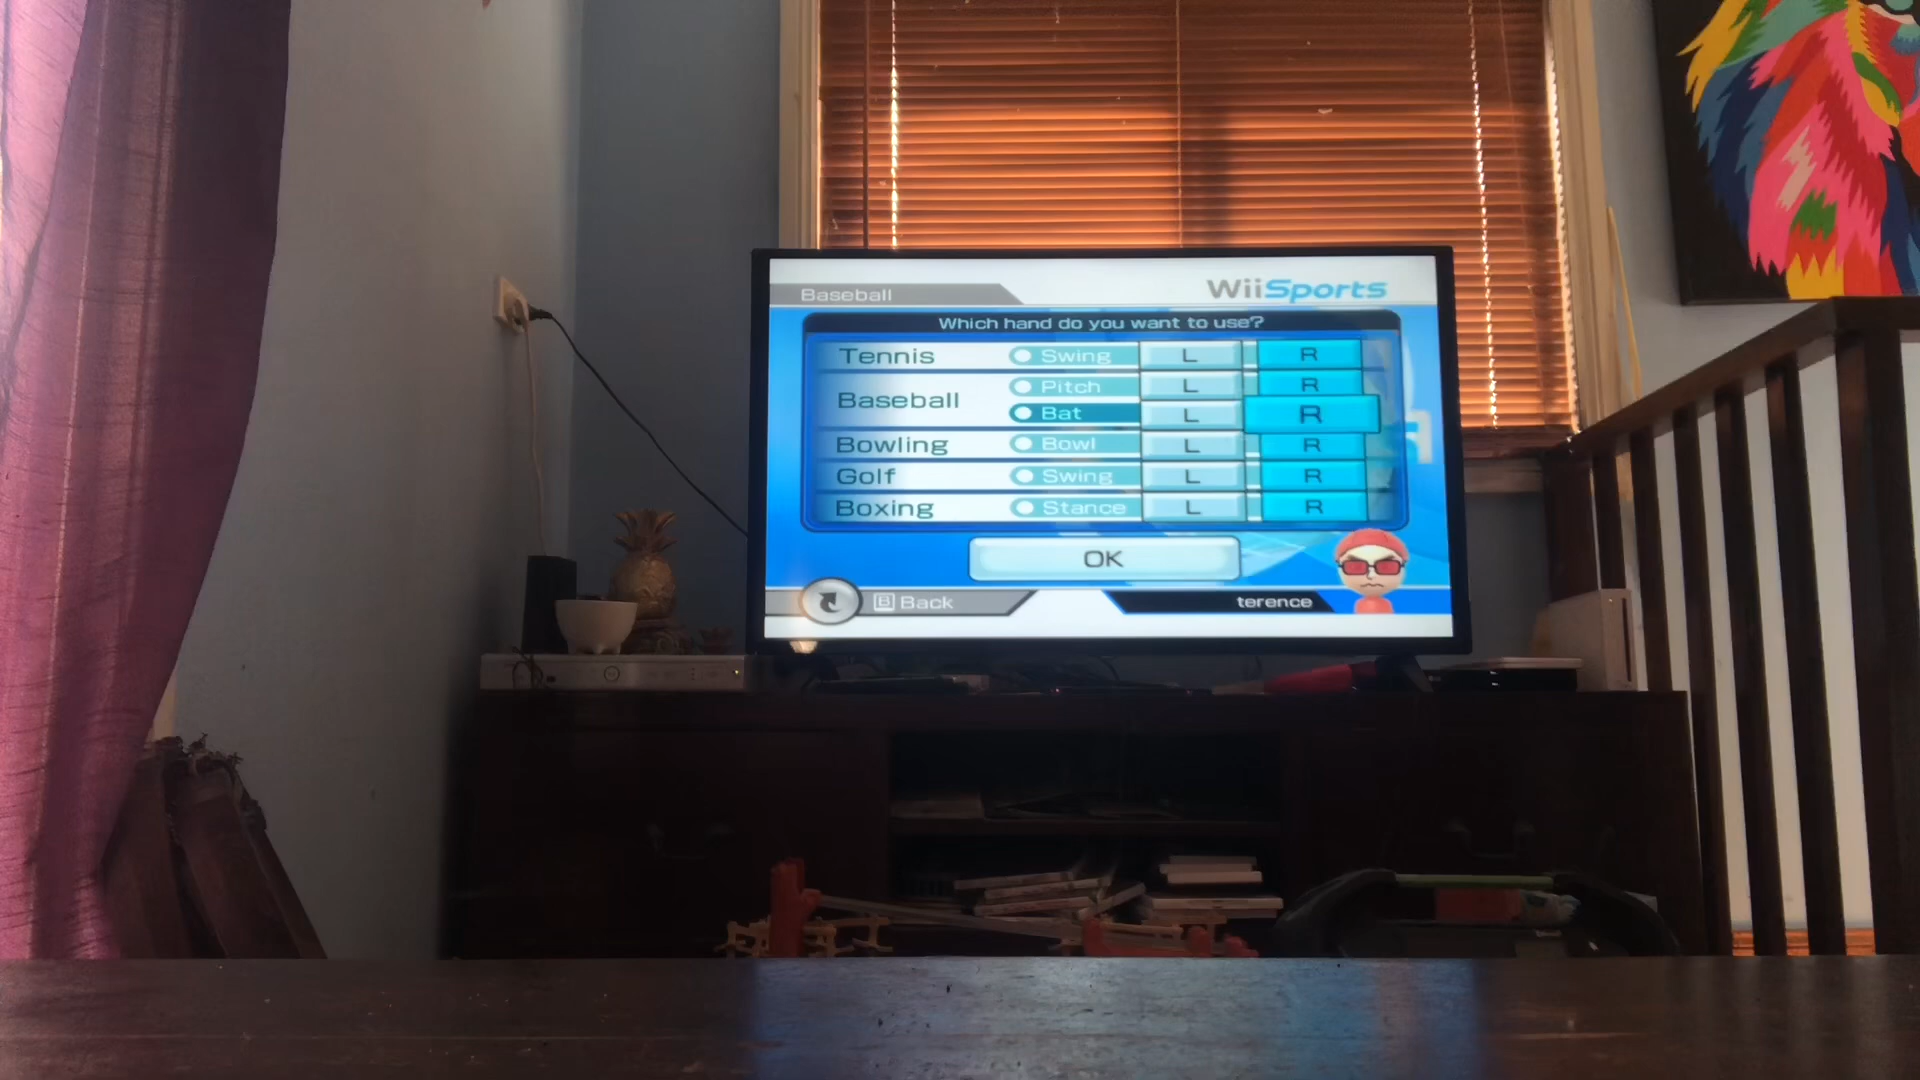 Baseball
WiiSports
Which hand do you want to use?
Tennis Swing L R
Baseball Pitch L R
Bat L R
Bowling Bowl L R
Golf Swing L R
Boxing Stance L R
OK
B Back
terence